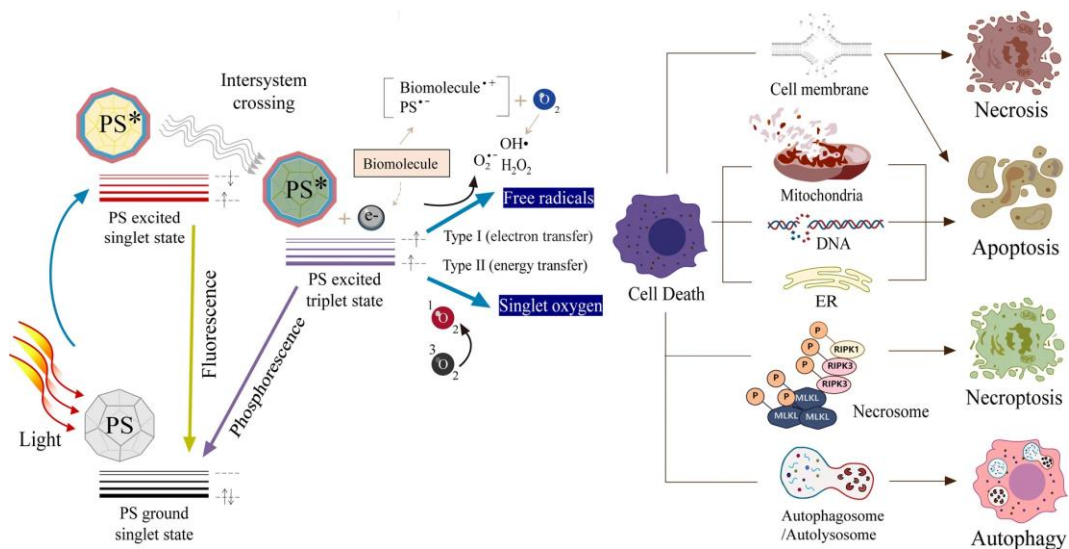 Intersystem
crossing
PS*
PS excited
singlet state
PS*
Biomolecule•+
PS•−
+ O2
OH•
O2•− H2O2
Biomolecule
+ e-
Free radicals
Type I (electron transfer)
Type II (energy transfer)
Singlet oxygen
PS excited
triplet state
1O2
3O2
Fluorescence
Phosphorescence
Light
PS
PS ground
singlet state
Cell Death
Cell membrane
Mitochondria
DNA
ER
P
P
RIPK1
P
RIPK3
P
RIPK3
P
P
MLKL
MLKL
MLKL
Necrosome
Autophagosome
/Autolysosome
Necrosis
Apoptosis
Necroptosis
Autophagy